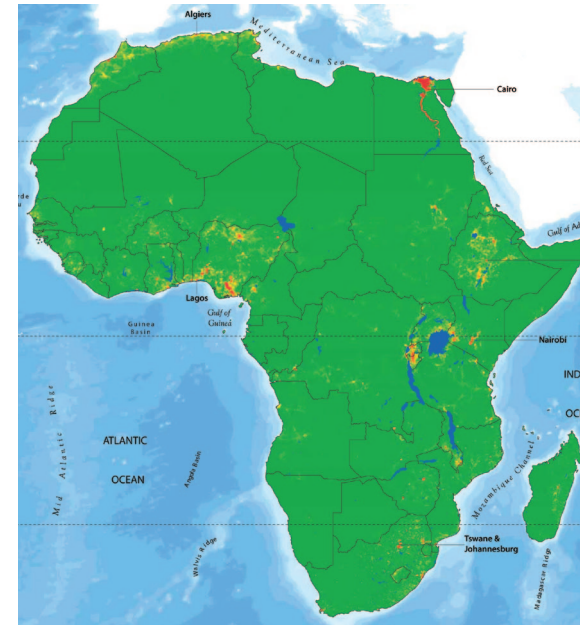 Algiers
Mediterranean Sea
Cairo
Red Sea
Gulf of Ad
rde
u
Lagos
Gulf of
Guinea
Guinea
Basin
Nairobi
IND
OC
Mid Atlantic Ridge
ATLANTIC
OCEAN
Angola Basin
Mozambique Channel
Walvis Ridge
Tswane &
Johannesburg
Madagascar Ridge